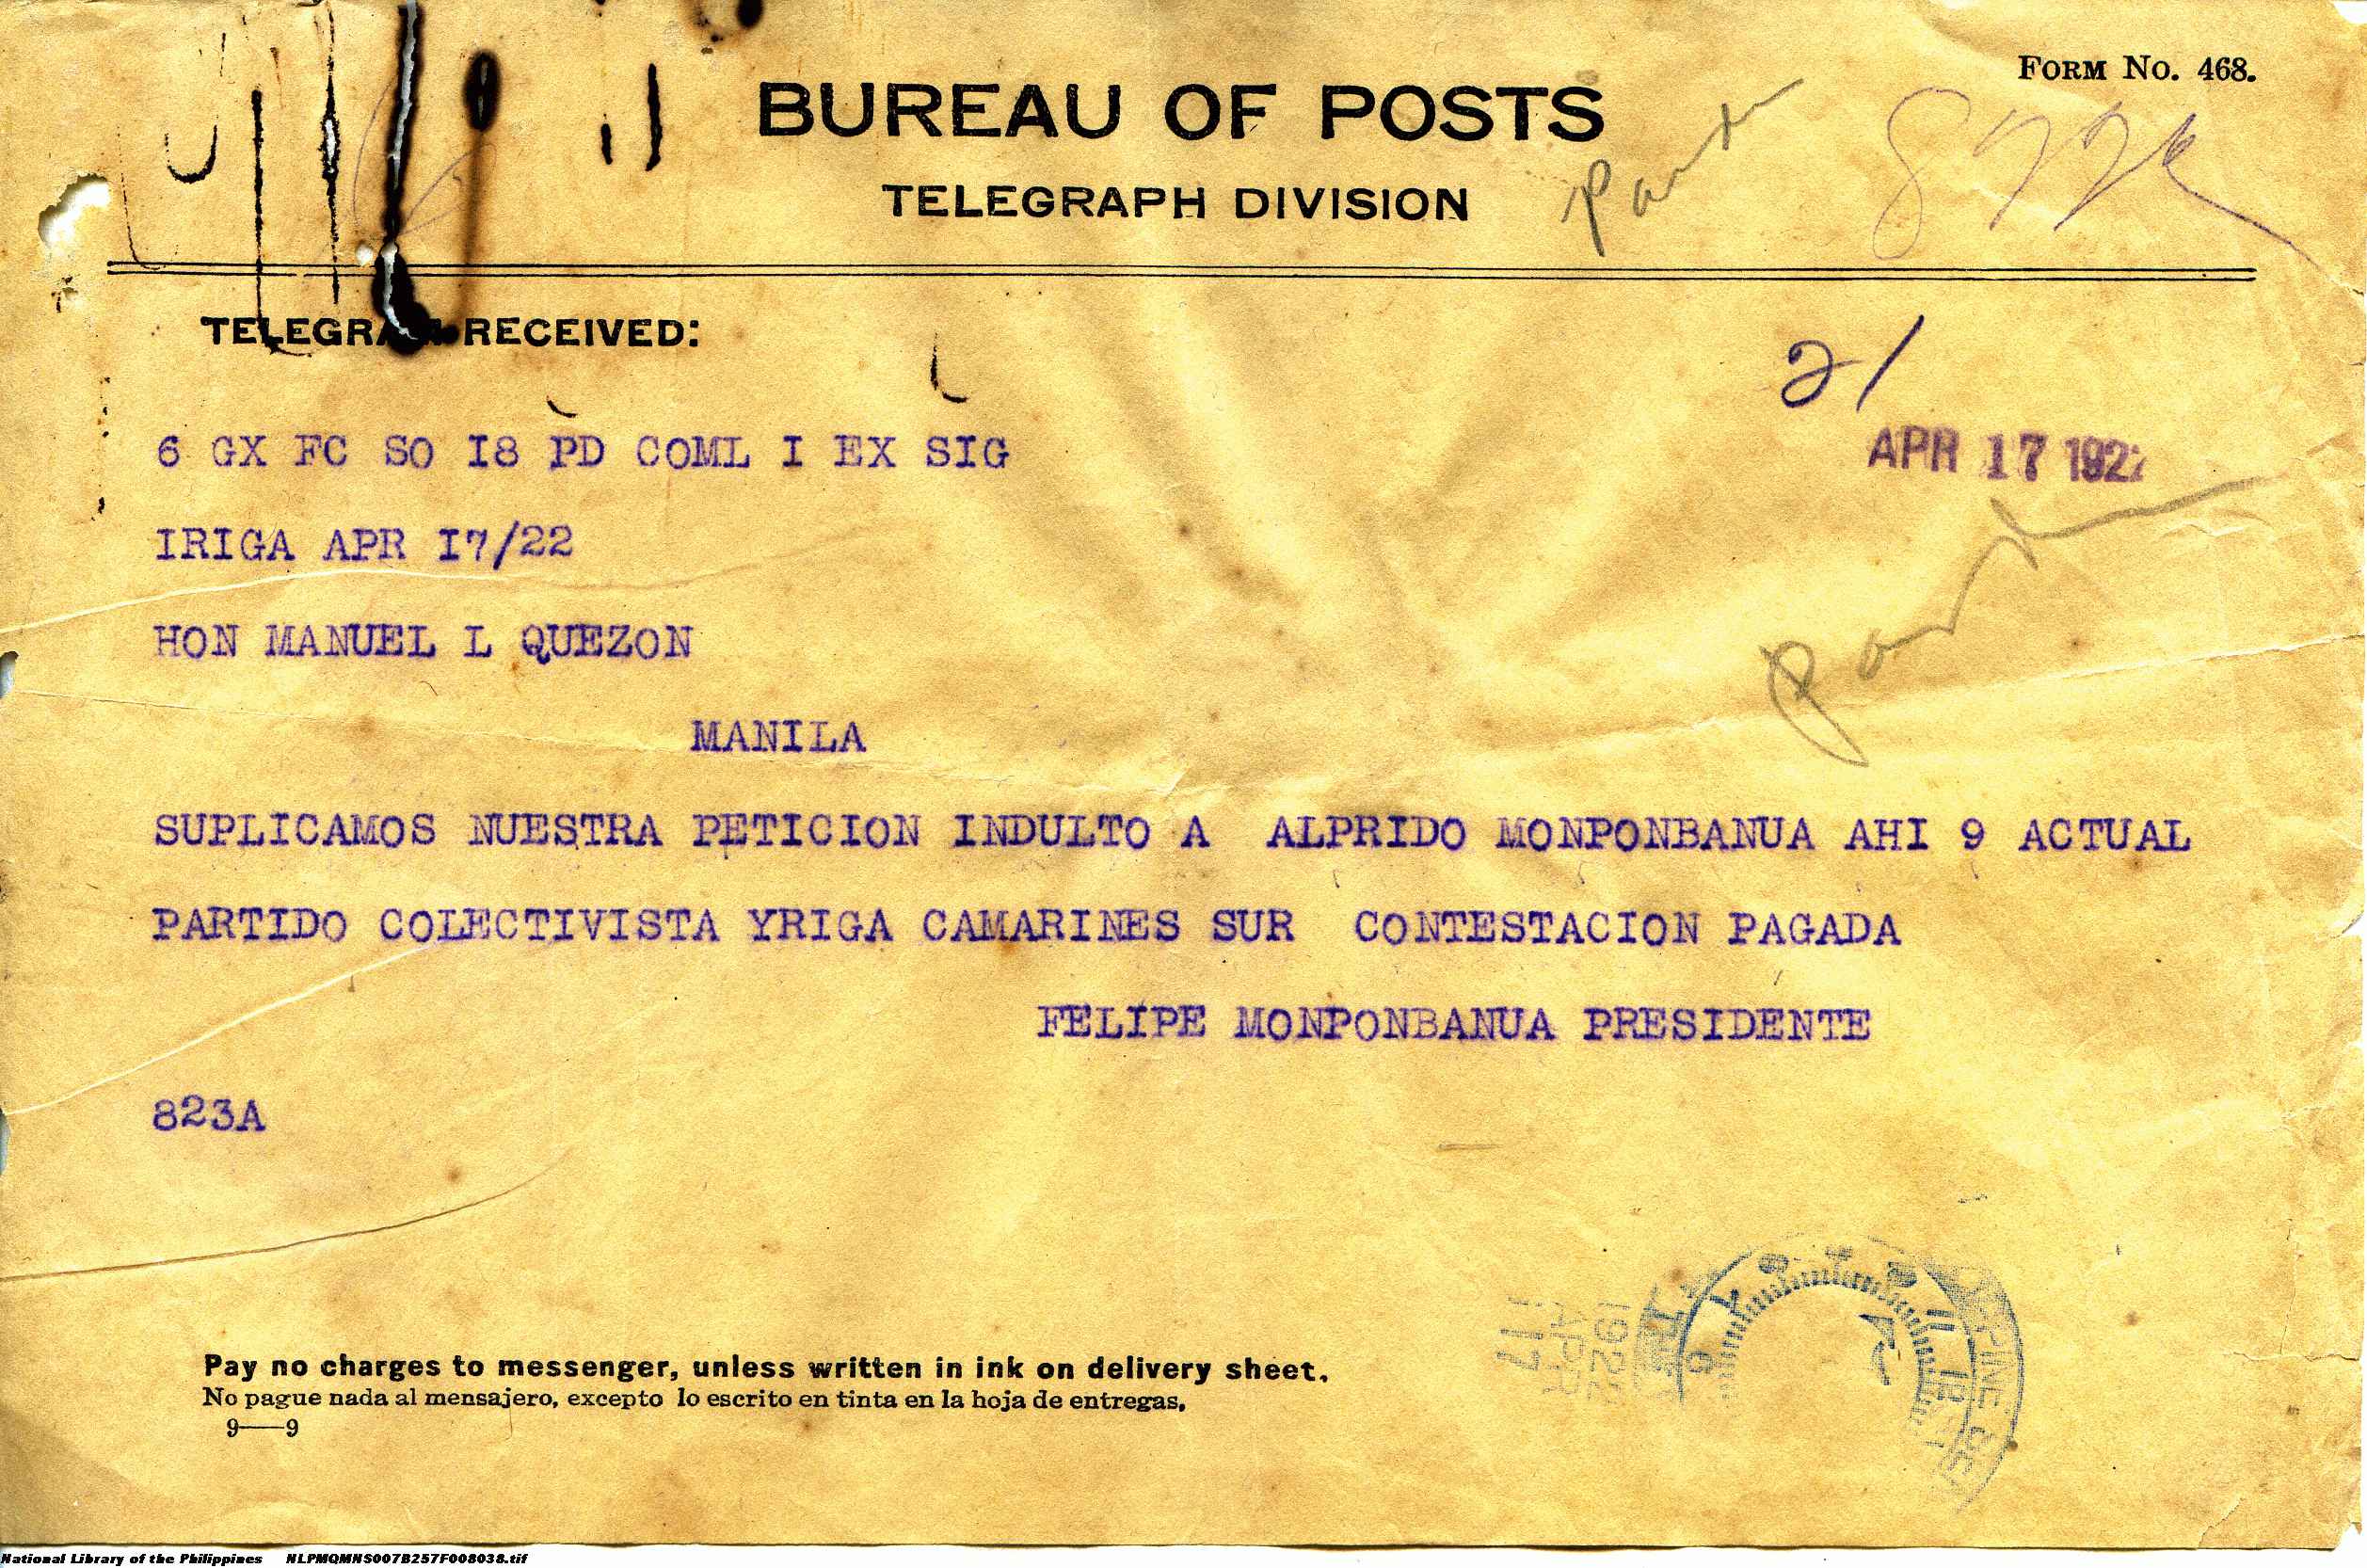 FORM NO. 468.
BUREAU OF POSTS
TELEGRAPH DIVISION
TELEGRAM RECEIVED:
21
APR 17 1922
6 GX FC SO I8 PD COML I EX SIG
IRIGA APR I7/22
HON MANUEL L QUEZON
MANILA
SUPLICAMOS NUESTRA PETICION INDULTO A ALPRIDO MONPONBANUA AHI 9 ACTUAL
PARTIDO COLECTIVISTA YRIGA CAMARINES SUR CONTESTACION PAGADA
FELIPE MONPONBANUA PRESIDENTE
823A
Pay no charges to messenger, unless written in ink on delivery sheet.
No pague nada al mensajero, excepto lo escrito en tinta en la hoja de entregas.
9—9
National Library of the Philippines NLPMQMNS007B257F008038.tif